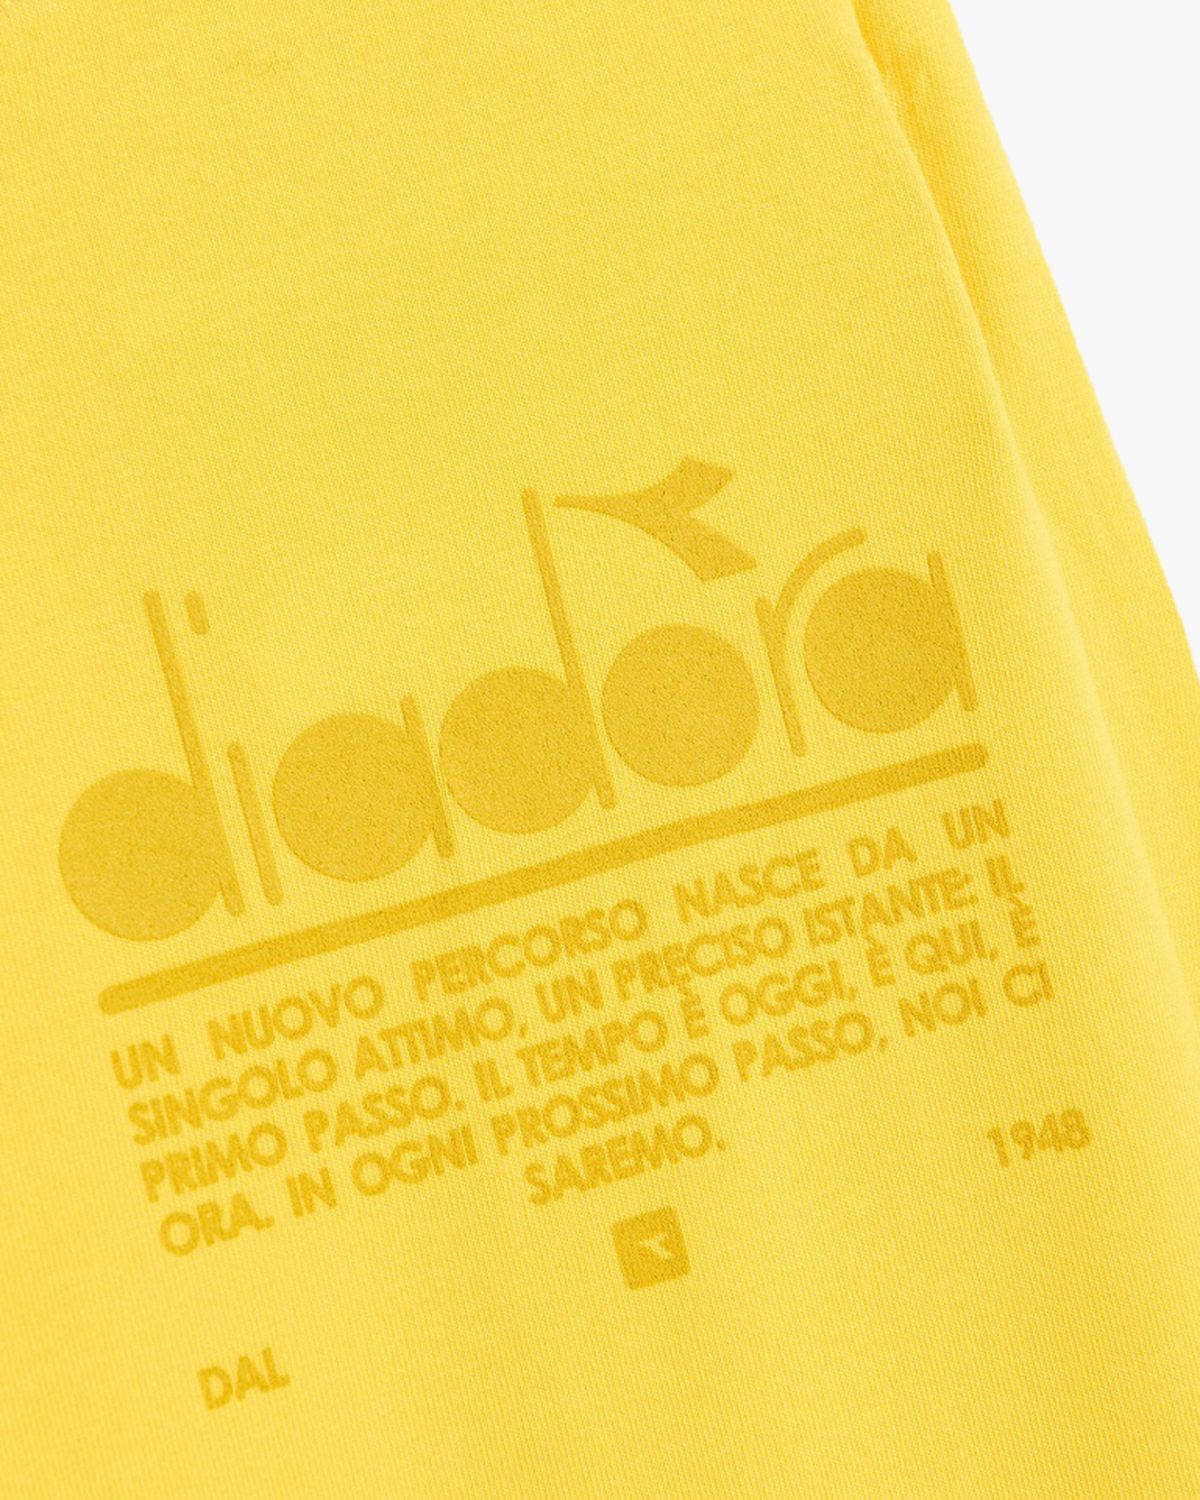 diadora
UN NUOVO PERCORSO NASCE DA UN
SINGOLO ATTIMO, UN PRECISO ISTANTE: IL
PRIMO PASSO. IL TEMPO È OGGI, È QUI, È
ORA. IN OGNI PROSSIMO PASSO, NOI CI
SAREMO.
DAL 1948